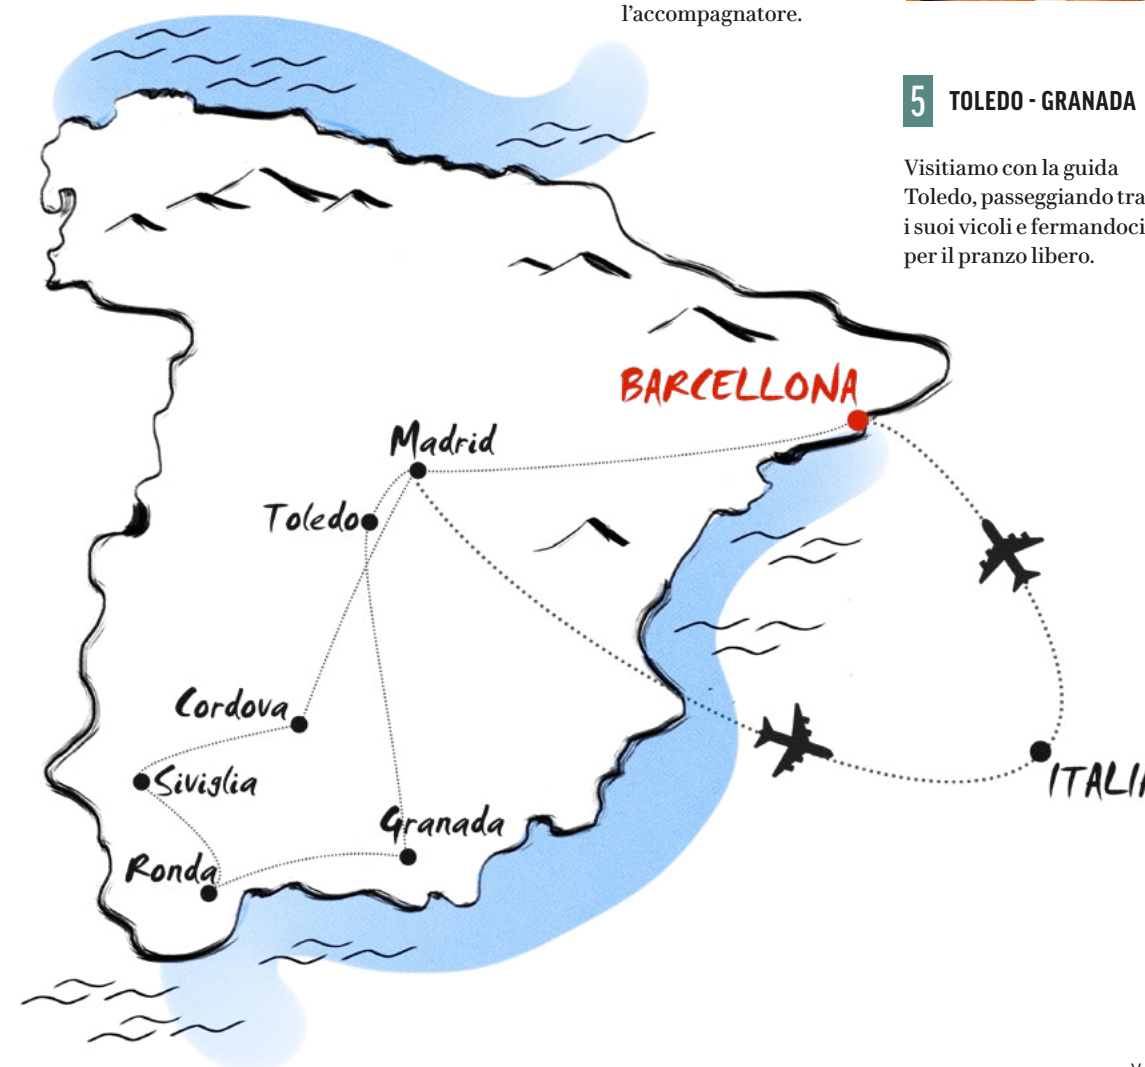 l’accompagnatore.
5 TOLEDO - GRANADA
Visitiamo con la guida
Toledo, passeggiando tra
i suoi vicoli e fermandoci
per il pranzo libero.
BARCELLONA
Madrid
Toledo
Cordova
Siviglia
Granada
Ronda